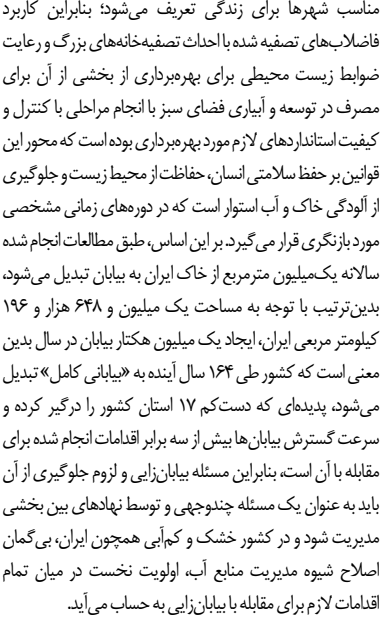 مناسب شهرها برای زندگی تعریف می‌شود؛ بنابراین کاربرد
فاضلاب‌های تصفیه شده با احداث تصفیه‌خانه‌های بزرگ و رعایت
ضوابط زیست محیطی برای بهره‌برداری از بخشی از آن برای
مصرف در توسعه و آبیاری فضای سبز با انجام مراحلی با کنترل و
کیفیت استانداردهای لازم مورد بهره‌برداری بوده است که محور این
قوانین بر حفظ سلامتی انسان، حفاظت از محیط زیست و جلوگیری
از آلودگی خاک و آب استوار است که در دوره‌های زمانی مشخصی
مورد بازنگری قرار می‌گیرد. بر این اساس، طبق مطالعات انجام شده
سالانه یک‌میلیون مترمربع از خاک ایران به بیابان تبدیل می‌شود،
بدین‌ترتیب با توجه به مساحت یک میلیون و ۶۴۸ هزار و ۱۹۶
کیلومتر مربعی ایران، ایجاد یک میلیون هکتار بیابان در سال بدین
معنی است که کشور طی ۱۶۴ سال آینده به «بیابانی کامل» تبدیل
می‌شود، پدیده‌ای که دست‌کم ۱۷ استان کشور را درگیر کرده و
سرعت گسترش بیابان‌ها بیش از سه برابر اقدامات انجام شده برای
مقابله با آن است، بنابراین مسئله بیابان‌زایی و لزوم جلوگیری از آن
باید به عنوان یک مسئله چندوجهی و توسط نهادهای بین بخشی
مدیریت شود و در کشور خشک و کم‌آبی همچون ایران، بی‌گمان
اصلاح شیوه مدیریت منابع آب، اولویت نخست در میان تمام
اقدامات لازم برای مقابله با بیابان‌زایی به حساب می‌آید.